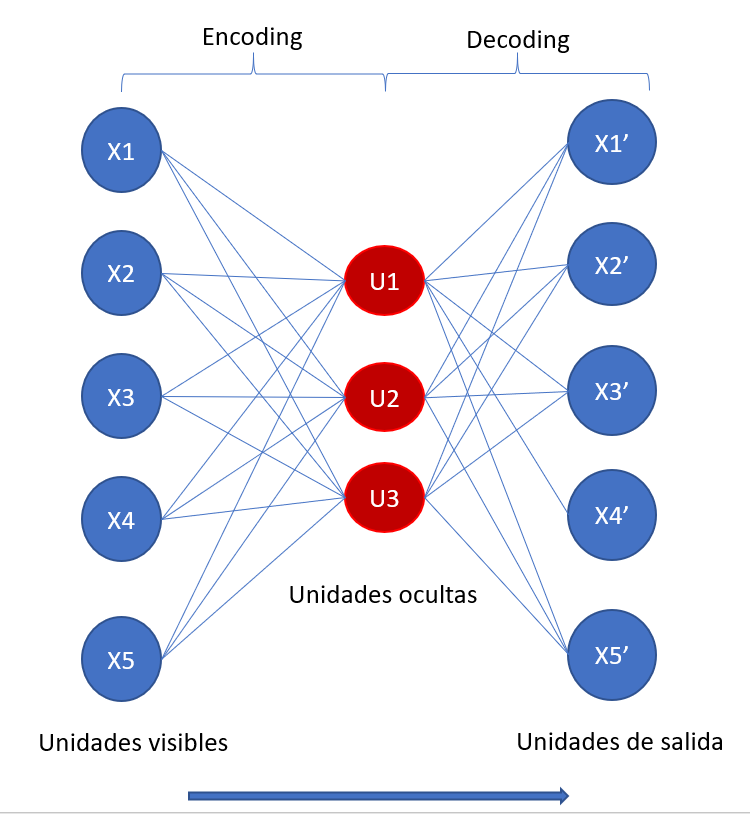 Encoding
Decoding
X1
X1’
X2
X2’
U1
X3
X3’
U2
X4
X4’
U3
Unidades ocultas
X5
X5’
Unidades visibles
Unidades de salida